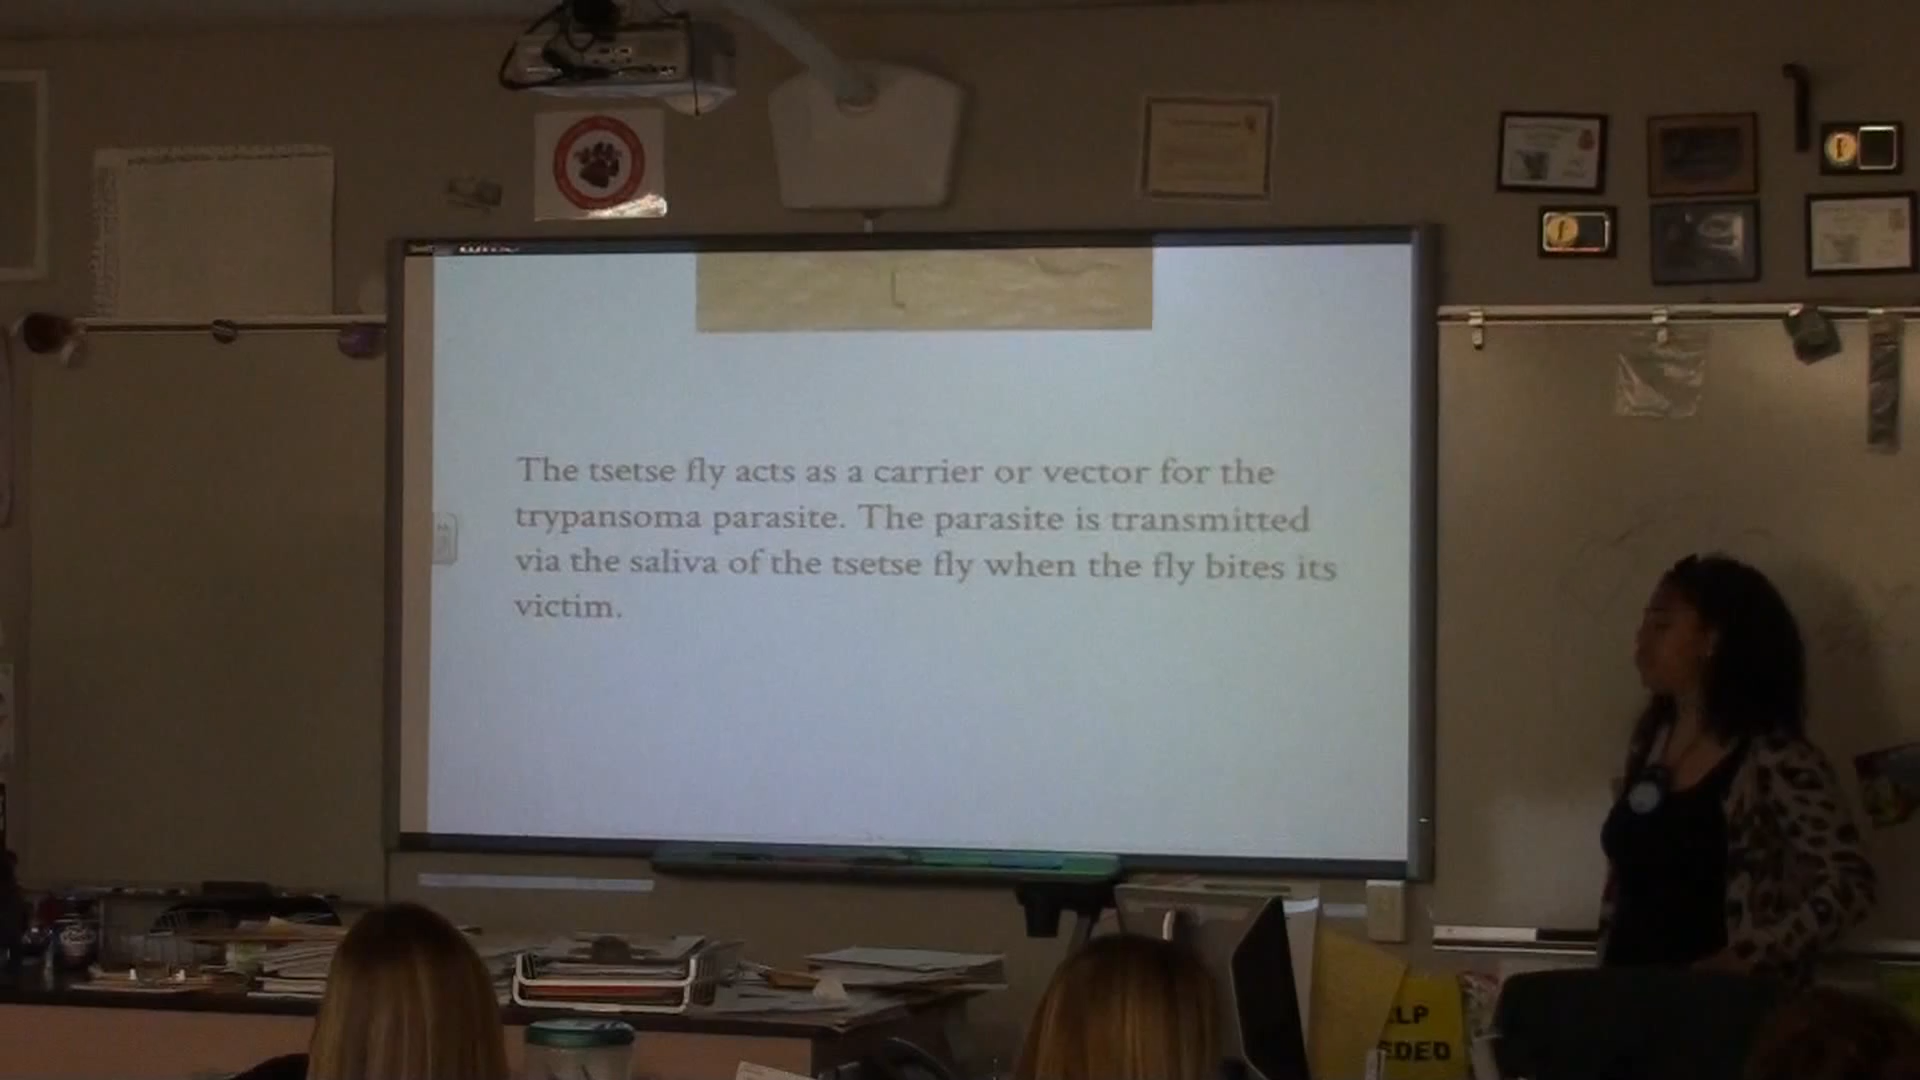 The tsetse fly acts as a carrier or vector for the
trypansoma parasite. The parasite is transmitted
via the saliva of the tsetse fly when the fly bites its
victim.